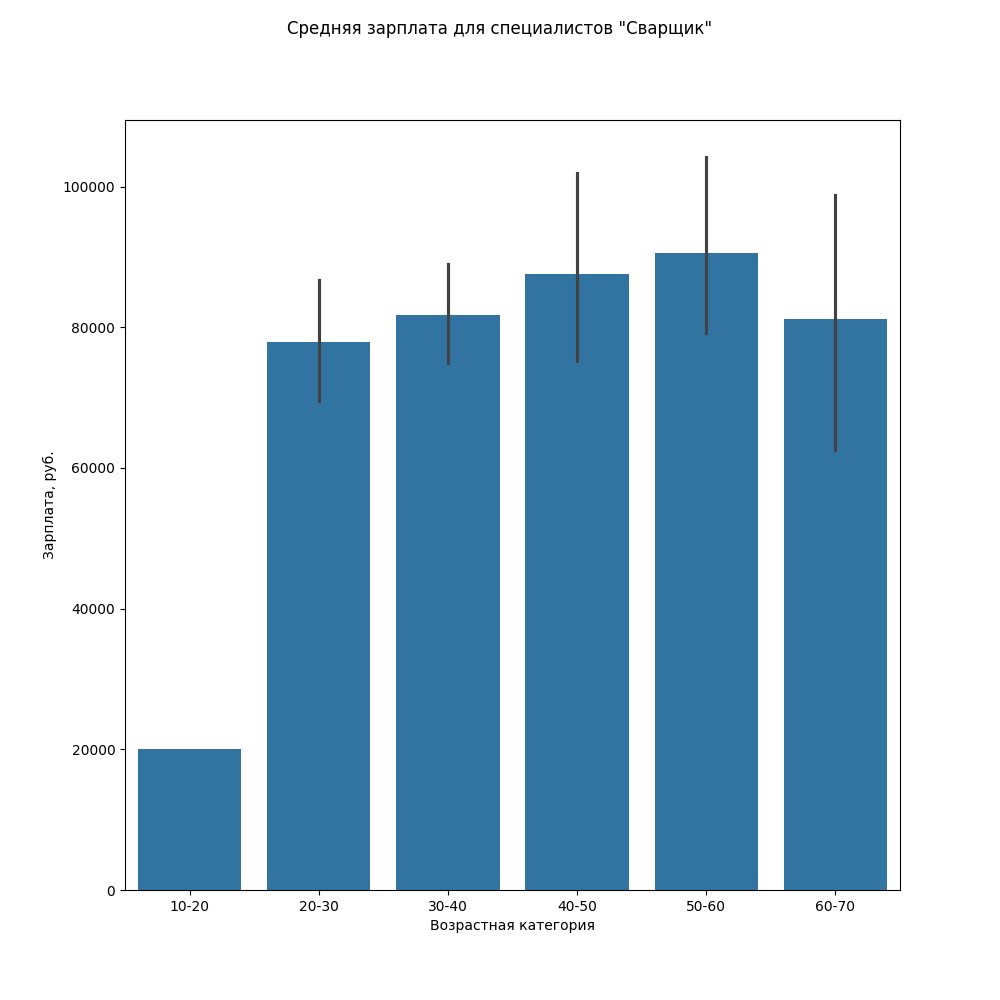 Средняя зарплата для специалистов "Сварщик"
100000
80000
60000
40000
20000
0
Зарплата, руб.
10-20 20-30 30-40 40-50 50-60 60-70
Возрастная категория